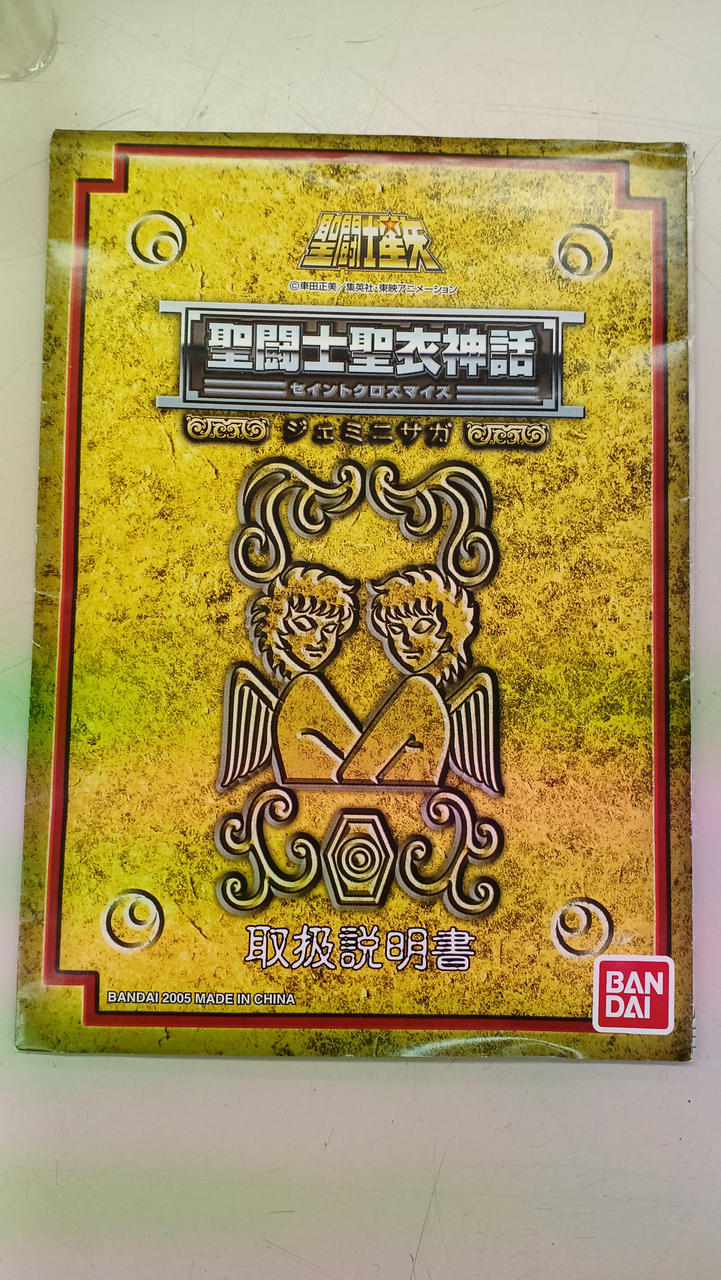 聖闘士星矢
©車田正美／集英社・東映アニメーション
聖闘士聖衣神話
セイントクロスマイス
ジェミニサガ
取扱説明書
BANDAI 2005 MADE IN CHINA
BAN
DAI